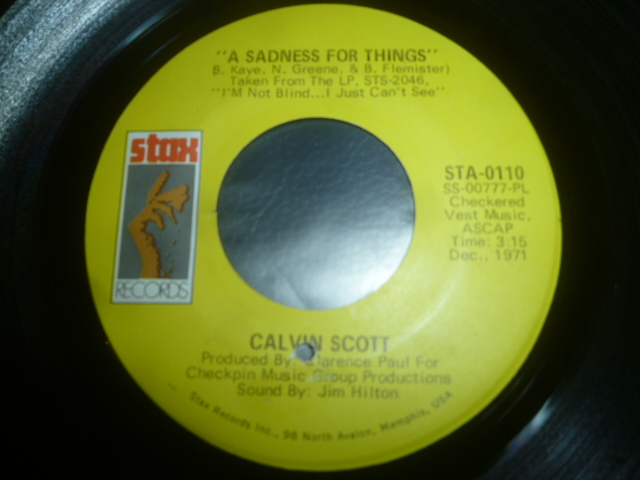 "A SADNESS FOR THINGS"
B. Kaye, N. Greene, & B. Flemister)
Taken From The LP, STS-2046,
"I'M Not Blind...I Just Can't See"
stax
RECORDS
STA-0110
SS-00777-PL
Checkered
Vest Music,
ASCAP
Time: 3:15
Dec., 1971
CALVIN SCOTT
Produced By: Clarence Paul For
Checkpin Music Group Productions
Sound By: Jim Hilton
Stax Records Inc., 98 North Avalon, Memphis, USA